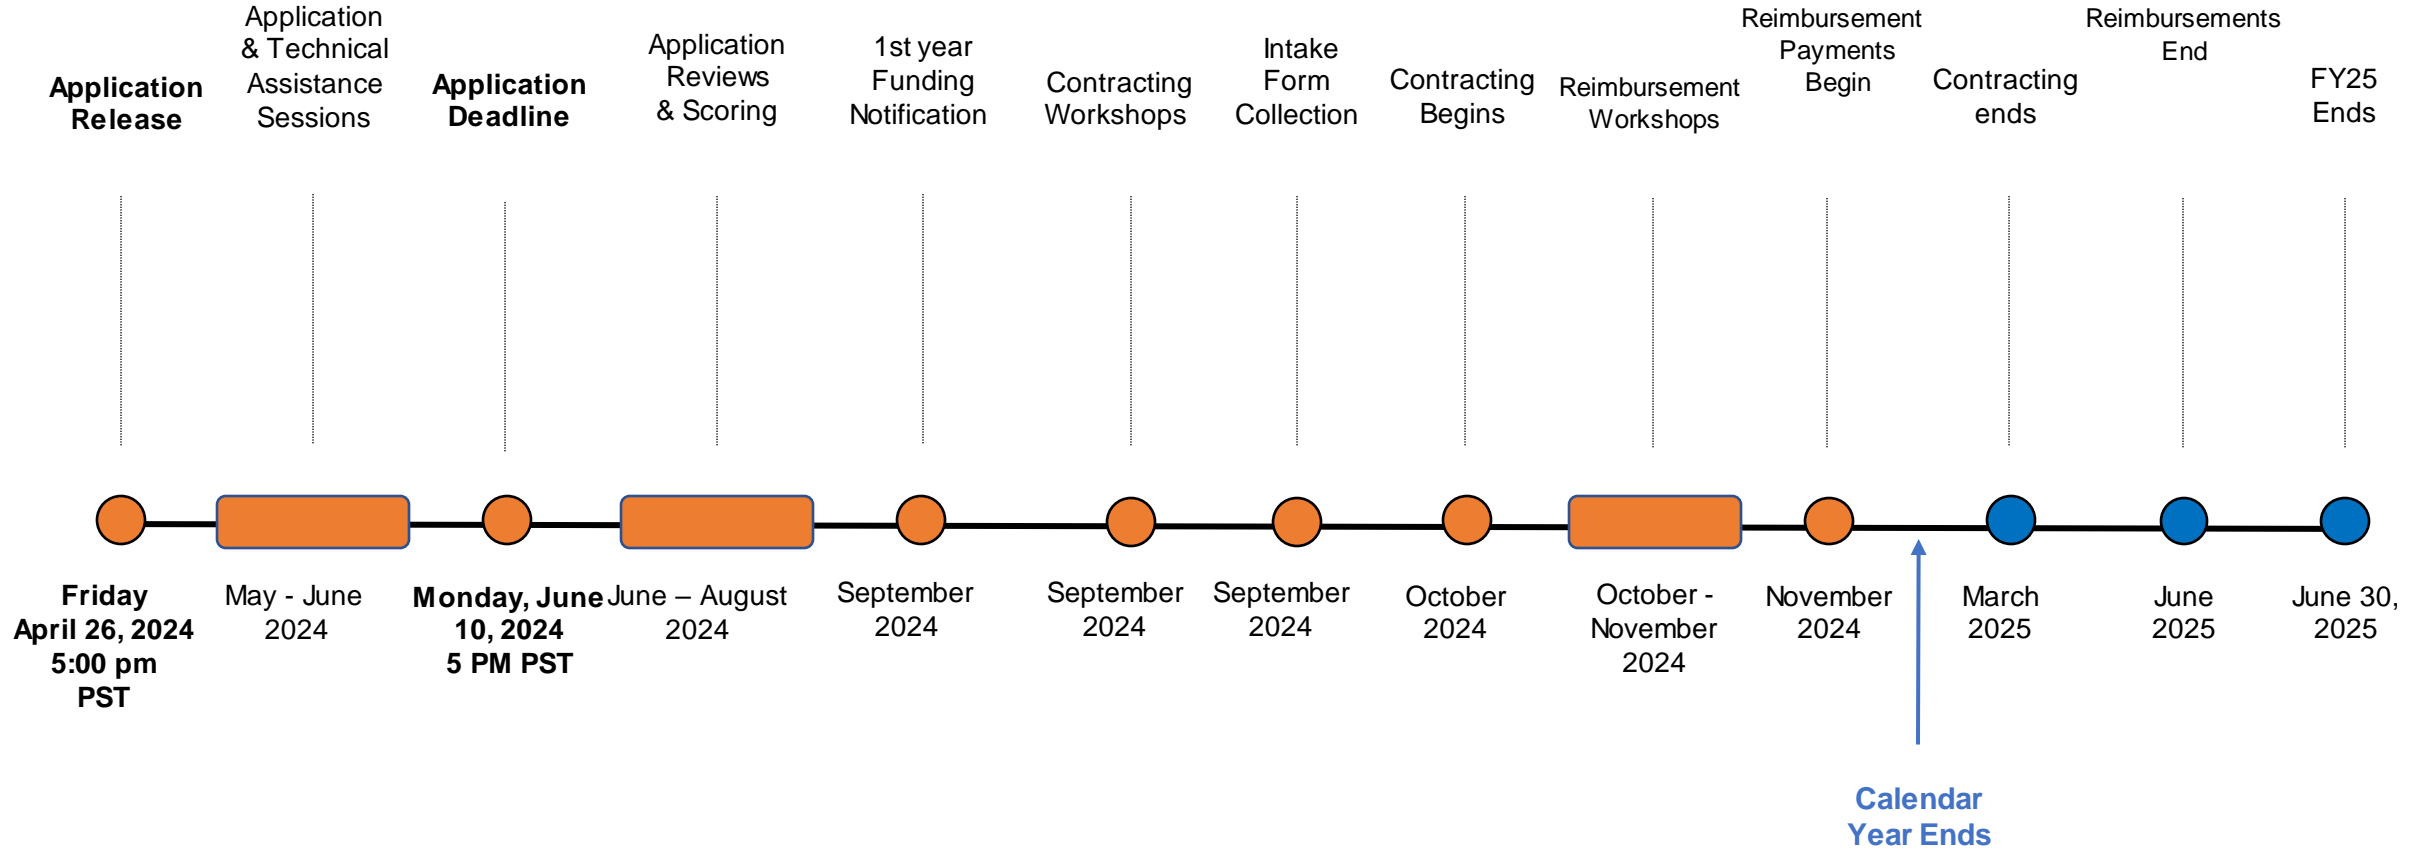 Application
Release
Application
& Technical
Assistance
Sessions
Application
Deadline
Application
Reviews
& Scoring
1st year
Funding
Notification
Contracting
Workshops
Intake
Form
Collection
Contracting
Begins
Reimbursement
Workshops
Reimbursement
Payments
Begin
Contracting
ends
Reimbursements
End
FY25
Ends
Friday
April 26, 2024
5:00 pm
PST
May - June
2024
Monday, June
10, 2024
5 PM PST
June – August
2024
September
2024
September
2024
September
2024
October
2024
October -
November
2024
November
2024
March
2025
June
2025
June 30,
2025
Calendar
Year Ends